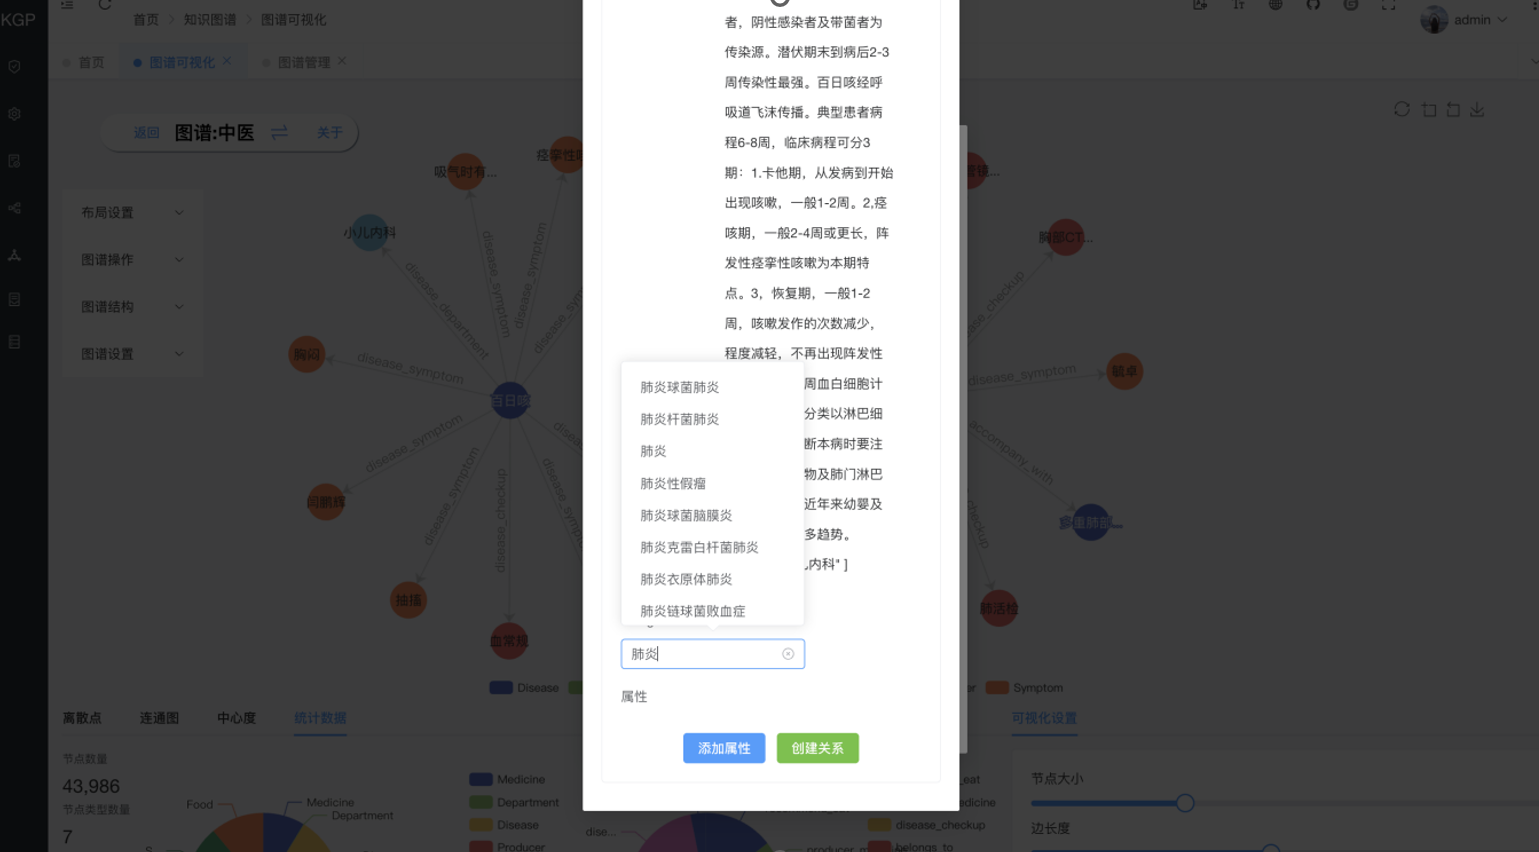 KGP
首页 > 知识图谱 > 图谱可视化
admin
首页
图谱可视化
图谱管理
返回 图谱:中医 关于
布局设置
图谱操作
图谱结构
图谱设置
吸气时有...
小儿内科
胸闷
百日咳
闫鹏辉
抽搐
血常规
disease_symptom
disease_symptom
disease_department
disease_symptom
disease_symptom
disease_symptom
disease_checkup
胸部CT...
毓卓
肺活检
disease_symptom
accompany_with
者，阴性感染者及带菌者为
传染源。潜伏期末到病后2-3
周传染性最强。百日咳经呼
吸道飞沫传播。典型患者病
程6-8周，临床病程可分3
期：1.卡他期，从发病到开始
出现咳嗽，一般1-2周。2,痉
咳期，一般2-4周或更长，阵
发性痉挛性咳嗽为本期特
点。3，恢复期，一般1-2
周，咳嗽发作的次数减少，
程度减轻，不再出现阵发性
周血白细胞计
分类以淋巴细
断本病时要注
物及肺门淋巴
近年来幼婴及
多趋势。
内科" ]
肺炎球菌肺炎
肺炎杆菌肺炎
肺炎
肺炎性假瘤
肺炎球菌脑膜炎
肺炎克雷白杆菌肺炎
肺炎衣原体肺炎
肺炎链球菌败血症
肺炎
属性
添加属性 创建关系
Disease
Symptom
离散点 连通图 中心度 统计数据
可视化设置
节点数量
43,986
节点类型数量
7
Food
Medicine
Department
Medicine
Department
Disease
Producer
dise...
disease_checkup
belongs_to
节点大小
边长度